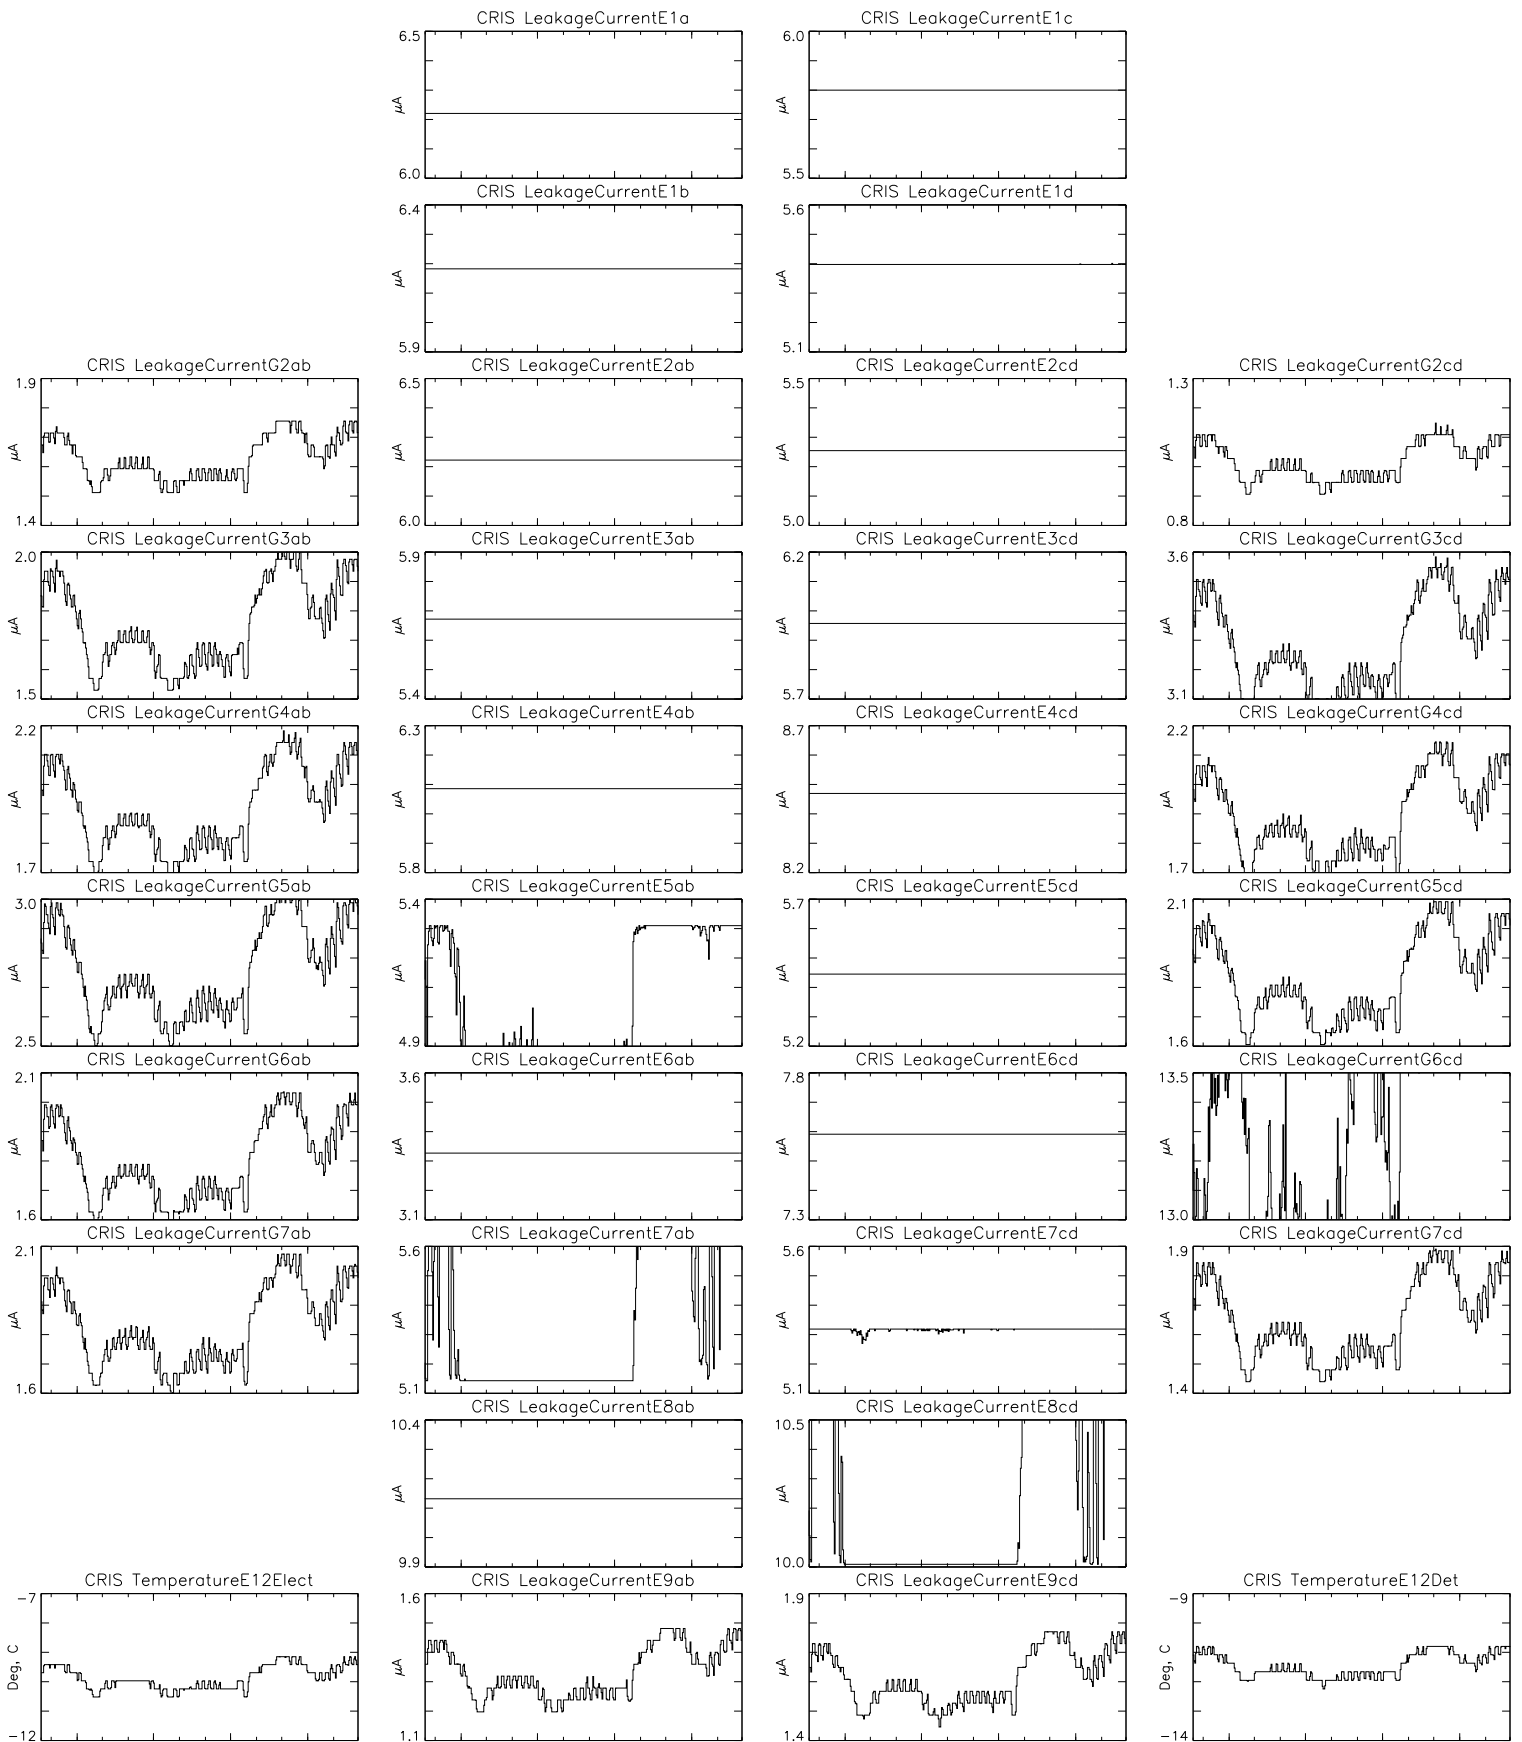 CRIS LeakageCurrentE1a
CRIS LeakageCurrentE1c
6.5
μA
6.0
6.0
μA
5.5
CRIS LeakageCurrentE1b
CRIS LeakageCurrentE1d
6.4
μA
5.9
5.6
μA
5.1
CRIS LeakageCurrentG2ab
CRIS LeakageCurrentE2ab
CRIS LeakageCurrentE2cd
CRIS LeakageCurrentG2cd
1.9
μA
1.4
6.5
μA
6.0
5.5
μA
5.0
1.3
μA
0.8
CRIS LeakageCurrentG3ab
CRIS LeakageCurrentE3ab
CRIS LeakageCurrentE3cd
CRIS LeakageCurrentG3cd
2.0
μA
1.5
5.9
μA
5.4
6.2
μA
5.7
3.6
μA
3.1
CRIS LeakageCurrentG4ab
CRIS LeakageCurrentE4ab
CRIS LeakageCurrentE4cd
CRIS LeakageCurrentG4cd
2.2
μA
1.7
6.3
μA
5.8
8.7
μA
8.2
2.2
μA
1.7
CRIS LeakageCurrentG5ab
CRIS LeakageCurrentE5ab
CRIS LeakageCurrentE5cd
CRIS LeakageCurrentG5cd
3.0
μA
2.5
5.4
μA
4.9
5.7
μA
5.2
2.1
μA
1.6
CRIS LeakageCurrentG6ab
CRIS LeakageCurrentE6ab
CRIS LeakageCurrentE6cd
CRIS LeakageCurrentG6cd
2.1
μA
1.6
3.6
μA
3.1
7.8
μA
7.3
13.5
μA
13.0
CRIS LeakageCurrentG7ab
CRIS LeakageCurrentE7ab
CRIS LeakageCurrentE7cd
CRIS LeakageCurrentG7cd
2.1
μA
1.6
5.6
μA
5.1
5.6
μA
5.1
1.9
μA
1.4
CRIS LeakageCurrentE8ab
CRIS LeakageCurrentE8cd
10.4
μA
9.9
10.5
μA
10.0
CRIS TemperatureE12Elect
CRIS LeakageCurrentE9ab
CRIS LeakageCurrentE9cd
CRIS TemperatureE12Det
-7
Deg, C
-12
1.6
μA
1.1
1.9
μA
1.4
-9
Deg, C
-14